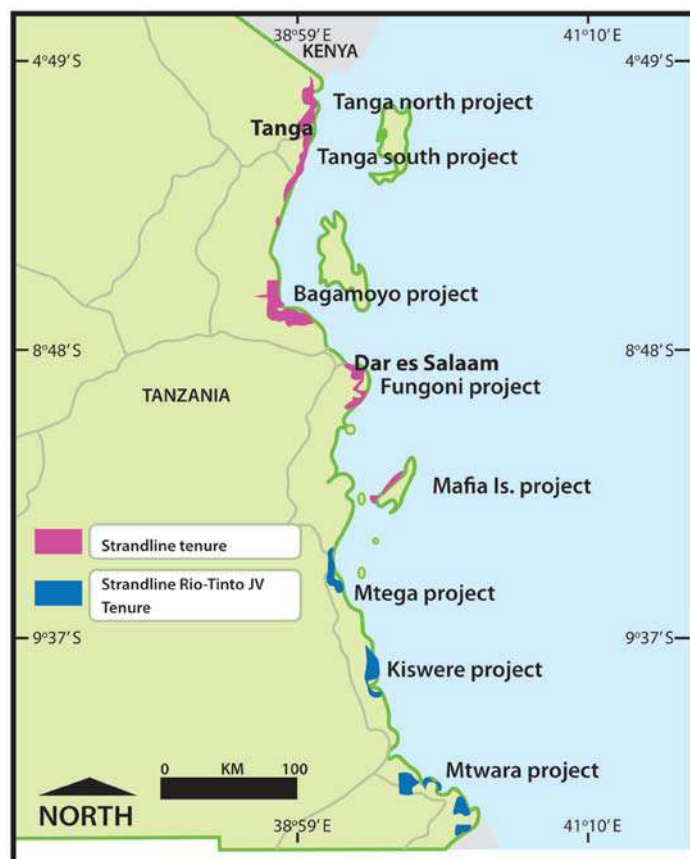 38°59'E
41°10'E
KENYA
4°49'S
4°49'S
Tanga north project
Tanga
Tanga south project
Bagamoyo project
8°48'S
8°48'S
Dar es Salaam
Fungoni project
TANZANIA
Mafia Is. project
Strandline tenure
Strandline Rio-Tinto JV
Tenure
Mtega project
9°37'S
9°37'S
Kiswere project
Mtwara project
0 KM 100
NORTH
38°59'E
41°10'E